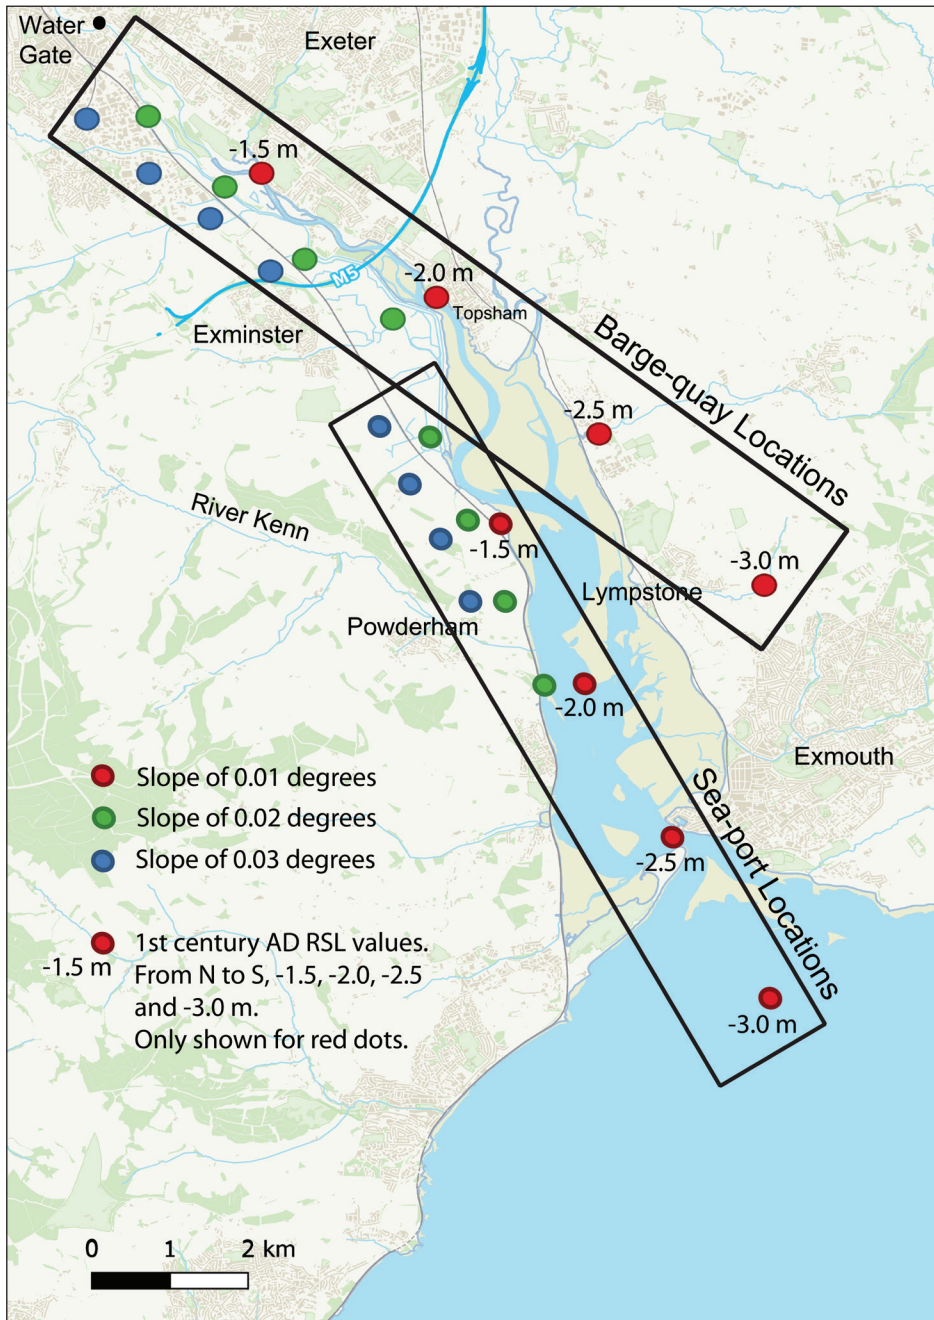 Water
Gate
Exeter
-1.5 m
M5
-2.0 m
Topsham
Exminster
Barge-quay Locations
-2.5 m
River Kenn
-1.5 m
-3.0 m
Lympstone
Powderham
-2.0 m
Exmouth
Sea-port Locations
-2.5 m
-3.0 m
Slope of 0.01 degrees
Slope of 0.02 degrees
Slope of 0.03 degrees
-1.5 m
1st century AD RSL values.
From N to S, -1.5, -2.0, -2.5
and -3.0 m.
Only shown for red dots.
0 1 2 km